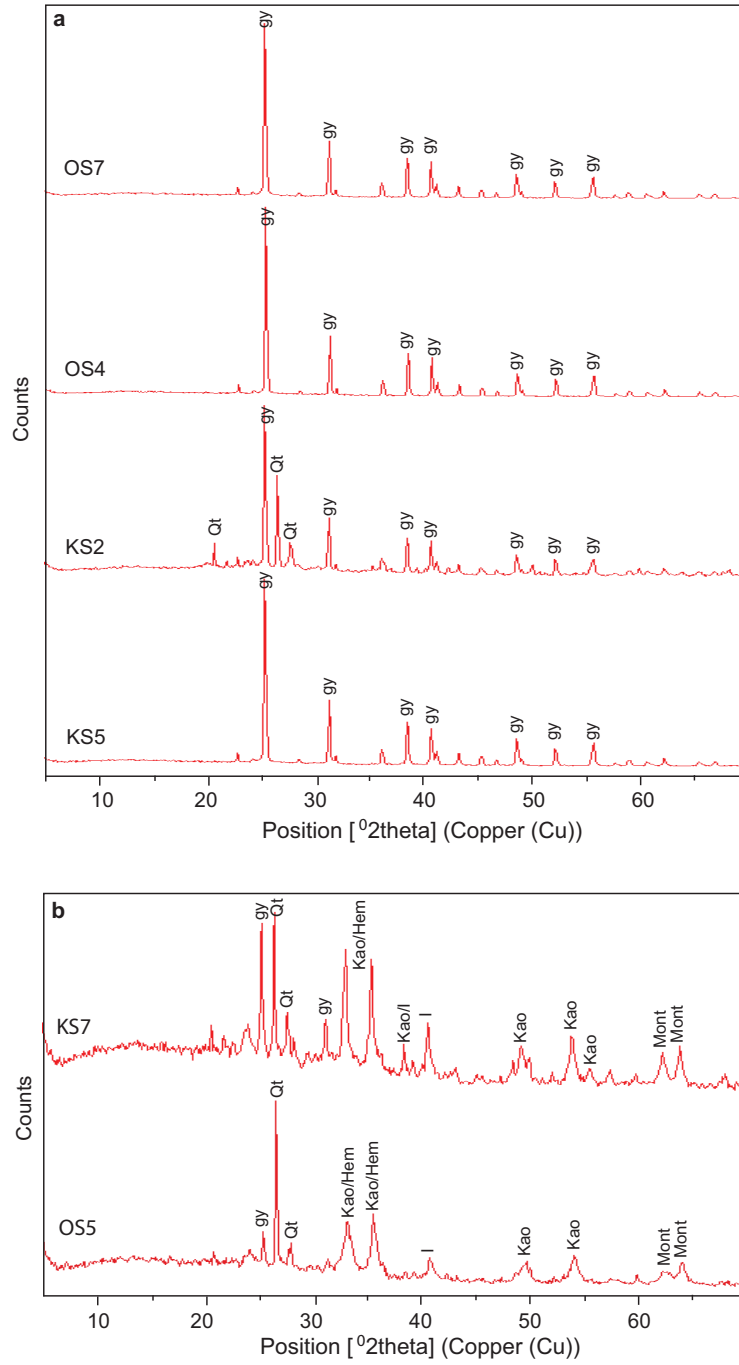 a
gy
gy
gy
gy
gy
gy
gy
OS7
gy
gy
gy
gy
gy
gy
gy
OS4
gy
Qt
Qt
Qt
gy
gy
gy
gy
gy
gy
KS2
gy
gy
gy
gy
gy
gy
gy
KS5
Counts
10 20 30 40 50 60
Position [⁰2theta] (Copper (Cu))
b
gy
Qt
Qt
gy
Kao/Hem
Kao/I
I
Kao
Kao
Kao
Mont
Mont
KS7
gy
Qt
Qt
Kao/Hem
Kao/Hem
I
Kao
Kao
Mont
Mont
OS5
Counts
10 20 30 40 50 60
Position [⁰2theta] (Copper (Cu))